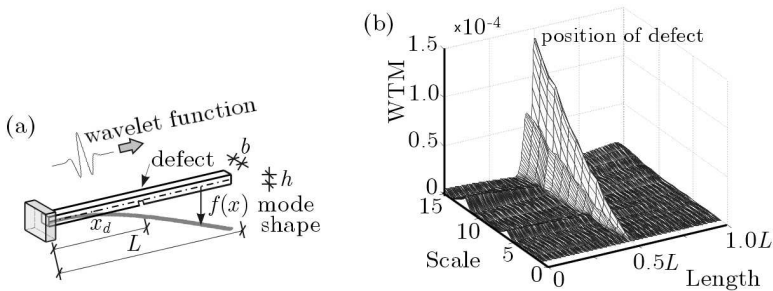 (a)
wavelet function
defect
b
h
f(x) mode
shape
x_d
L
(b)
×10⁻⁴
position of defect
WTM
1.5
1.0
0.5
0
15
10
5
0
Scale
0
0.5L
1.0L
Length